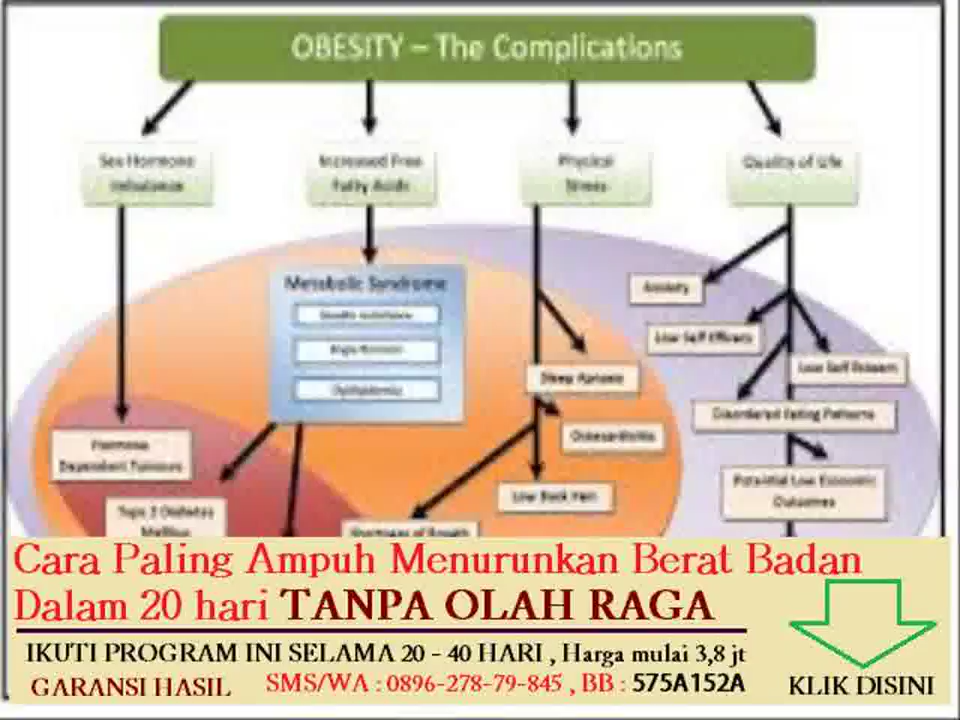 OBESITY – The Complications
Sex Hormone
Imbalance
Increased Free
Fatty Acids
Physical
Stress
Quality of Life
Metabolic Syndrome
Anxiety
Low Self Efficacy
Low Self Esteem
Sleep Apnoea
Disordered Eating Patterns
Osteoarthritis
Hormone
Dependent Tumours
Potential Low Economic
Outcomes
Low Back Pain
Type 2 Diabetes
Mellitus
Shortness of Breath
Cara Paling Ampuh Menurunkan Berat Badan
Dalam 20 hari TANPA OLAH RAGA
IKUTI PROGRAM INI SELAMA 20 - 40 HARI , Harga mulai 3,8 jt
GARANSI HASIL SMS/WA : 0896-278-79-845 , BB : 575A152A
KLIK DISINI